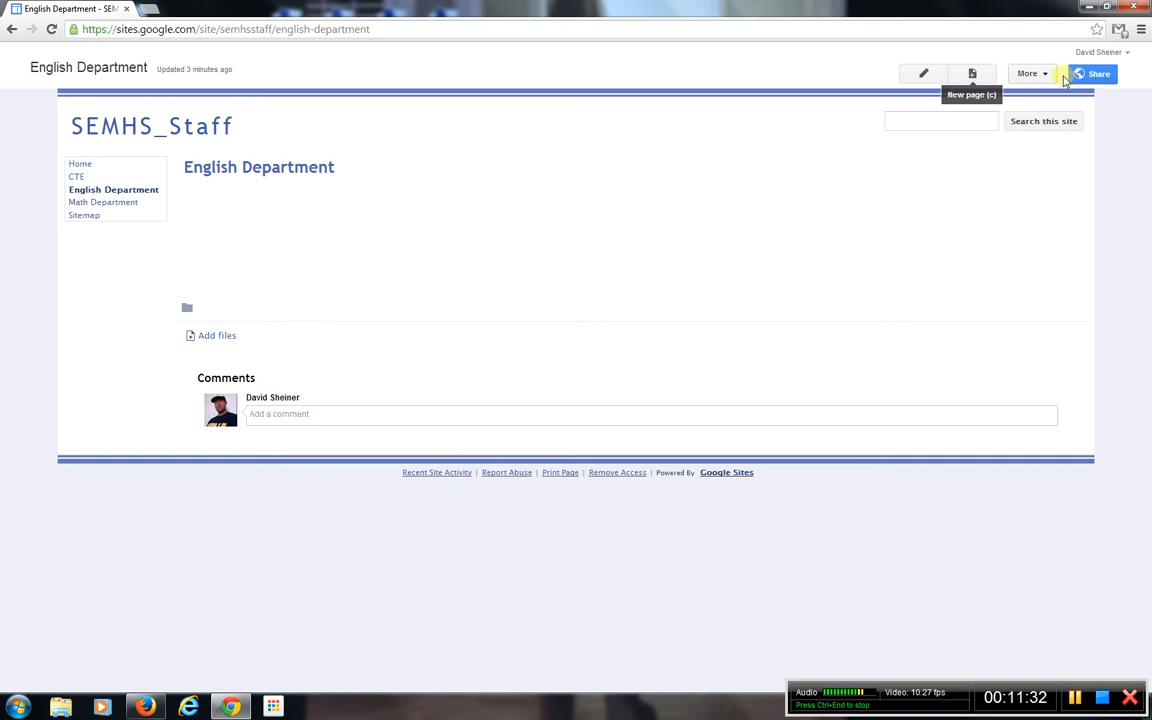 English Department - SEM
https://sites.google.com/site/semhsstaff/english-department
David Sheiner
English Department Updated 3 minutes ago
More
Share
New page (c)
SEMHS_Staff
Search this site
Home
CTE
English Department
Math Department
Sitemap
English Department
Add files
Comments
David Sheiner
Add a comment
Recent Site Activity | Report Abuse | Print Page | Remove Access | Powered By Google Sites
Audio Video: 10.27 fps
Press Ctrl+End to stop
00:11:32